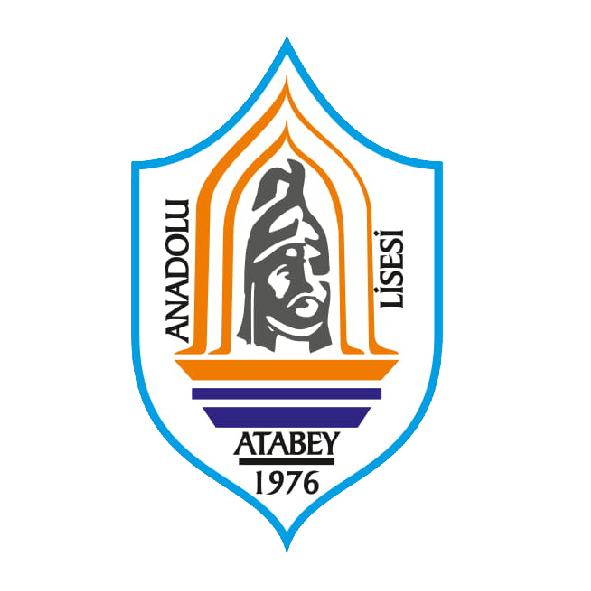 ANADOLU
LİSESİ
ATABEY
1976